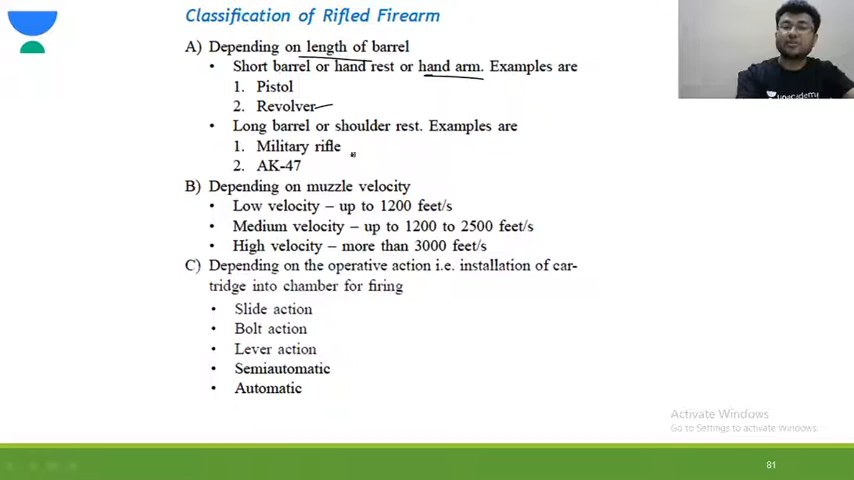 Classification of Rifled Firearm
A) Depending on length of barrel
• Short barrel or hand rest or hand arm. Examples are
1. Pistol
2. Revolver
• Long barrel or shoulder rest. Examples are
1. Military rifle
2. AK-47
B) Depending on muzzle velocity
• Low velocity – up to 1200 feet/s
• Medium velocity – up to 1200 to 2500 feet/s
• High velocity – more than 3000 feet/s
C) Depending on the operative action i.e. installation of car-
tridge into chamber for firing
• Slide action
• Bolt action
• Lever action
• Semiautomatic
• Automatic
unacademy
Activate Windows
Go to Settings to activate Windows.
81